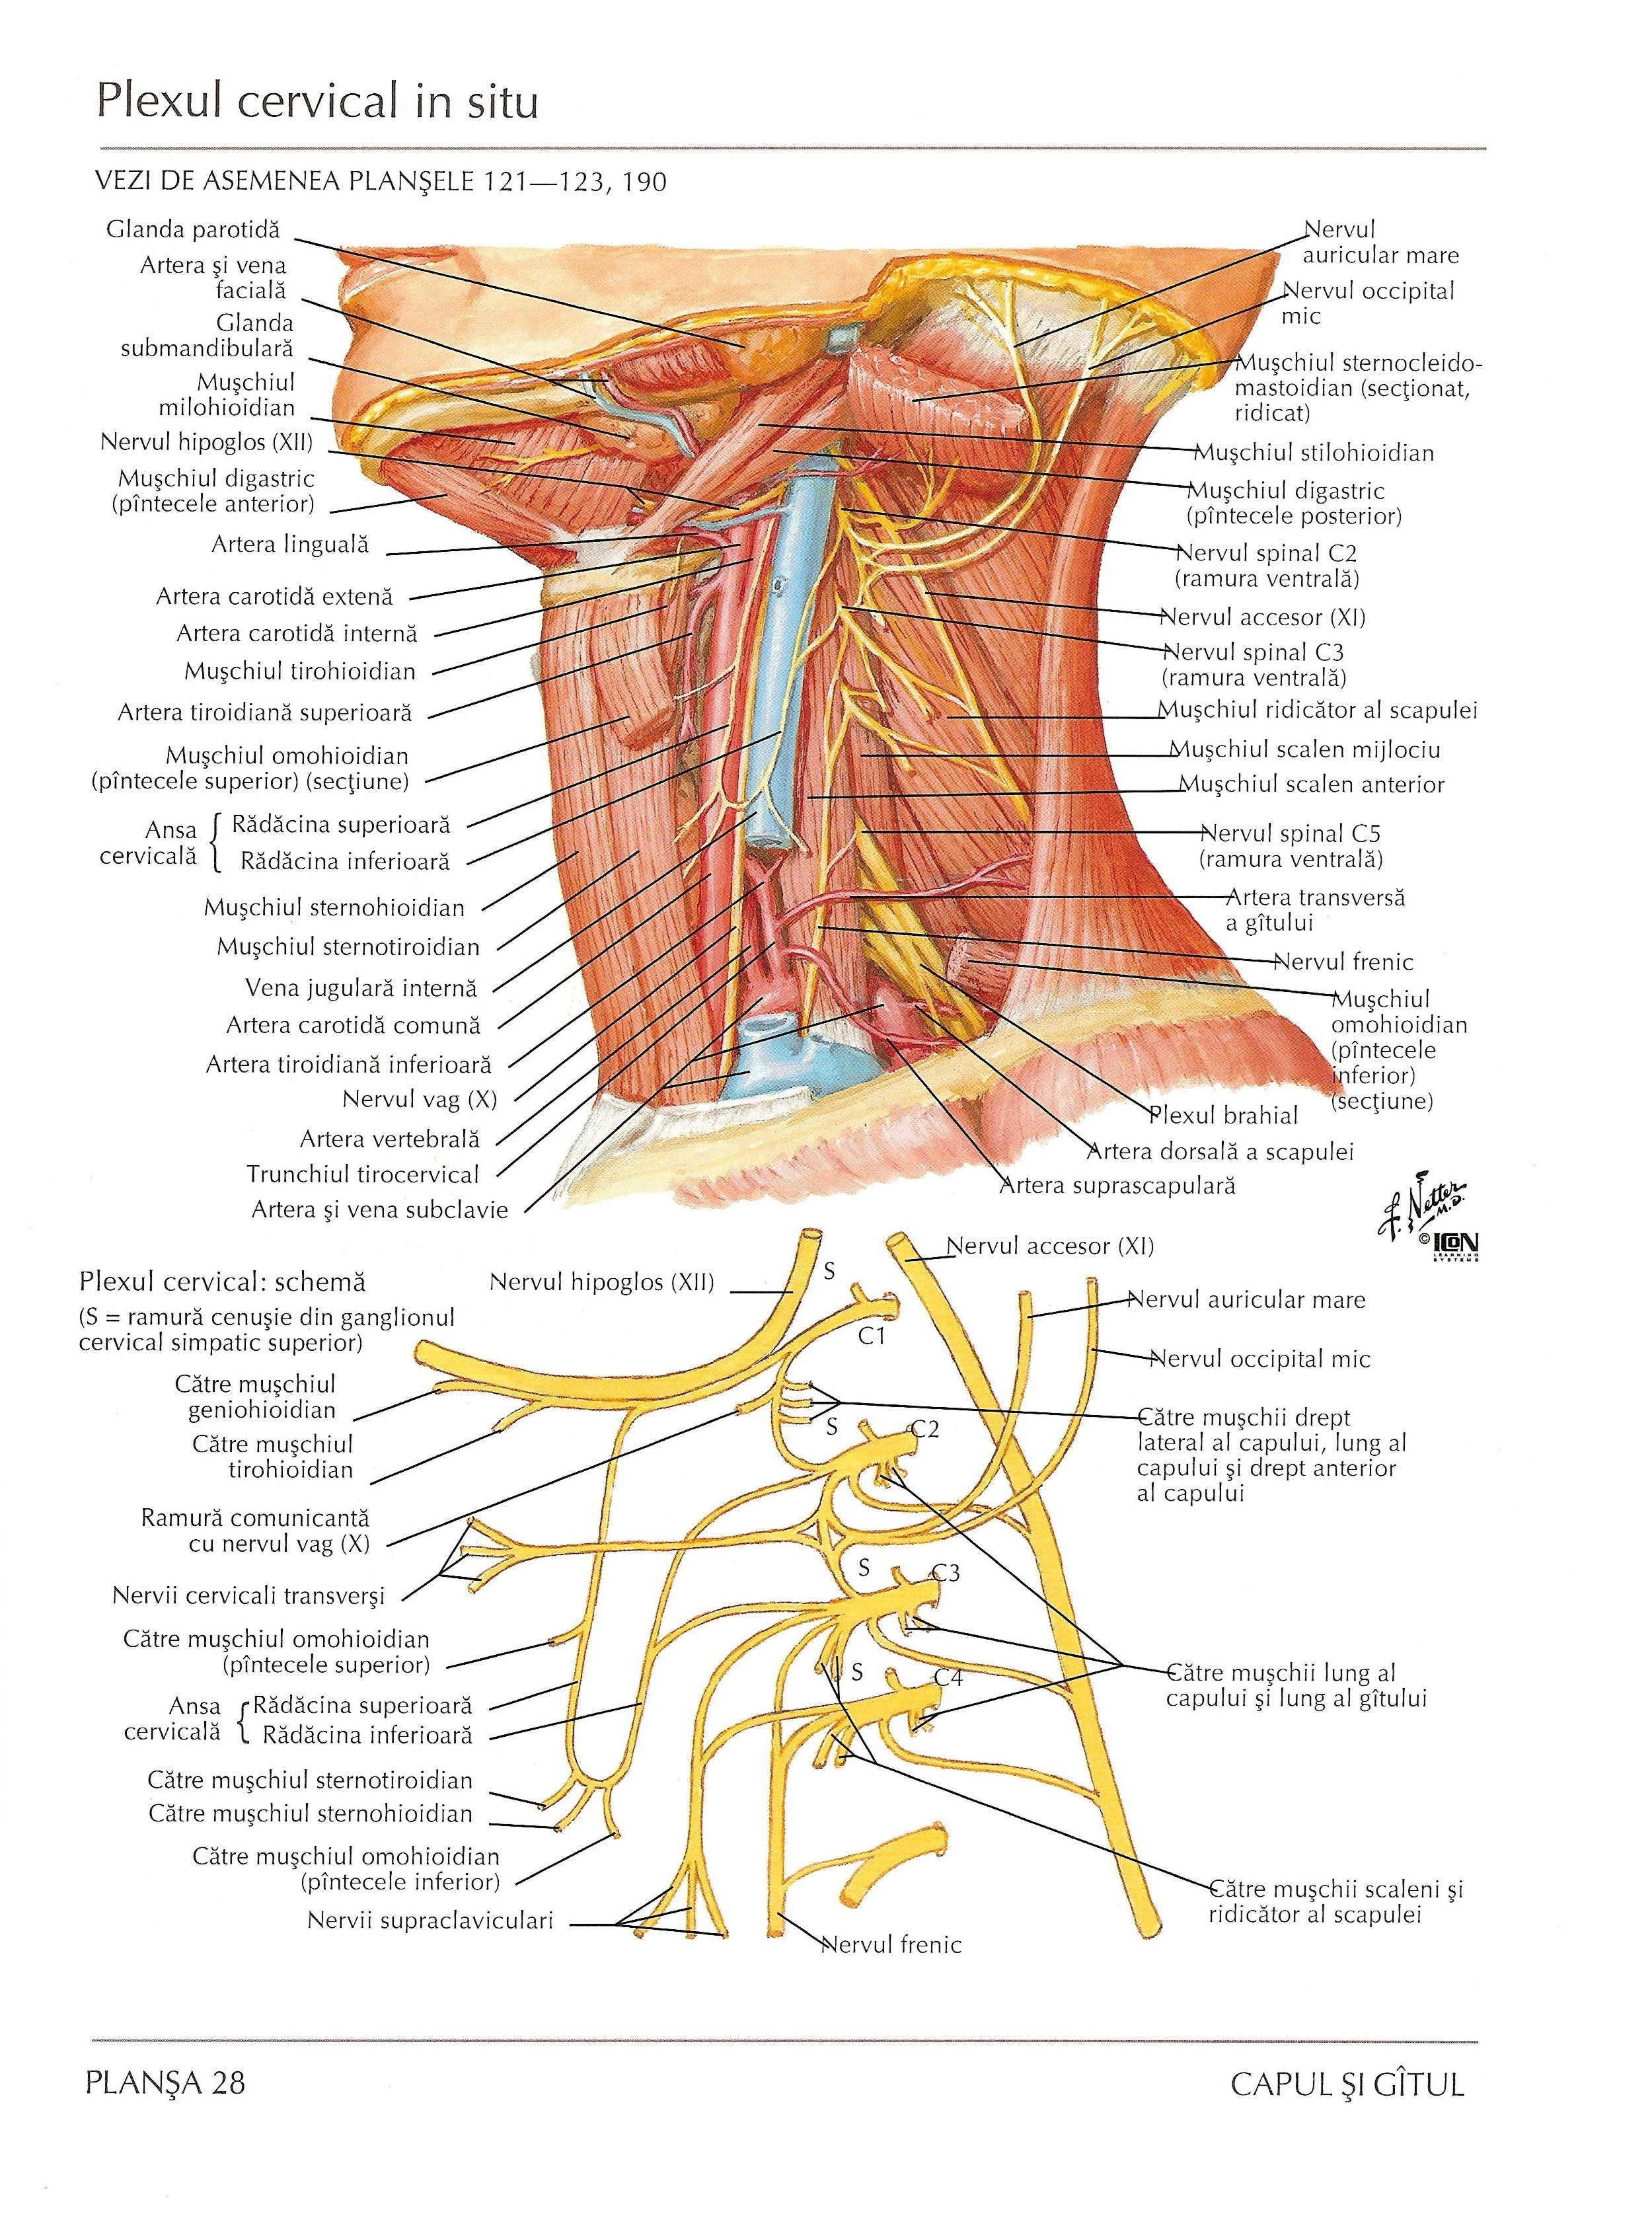 Plexul cervical in situ
VEZI DE ASEMENEA PLANŞELE 121—123, 190
Glanda parotidă
Artera şi vena
facială
Glanda
submandibulară
Muşchiul
milohioidian
Nervul hipoglos (XII)
Muşchiul digastric
(pîntecele anterior)
Artera linguală
Artera carotidă extenă
Artera carotidă internă
Muşchiul tirohioidian
Artera tiroidiană superioară
Muşchiul omohioidian
(pîntecele superior) (secţiune)
Ansa
cervicală
Rădăcina superioară
Rădăcina inferioară
Muşchiul sternohioidian
Muşchiul sternotiroidian
Vena jugulară internă
Artera carotidă comună
Artera tiroidiană inferioară
Nervul vag (X)
Artera vertebrală
Trunchiul tirocervical
Artera şi vena subclavie
Nervul
auricular mare
Nervul occipital
mic
Muşchiul sternocleido-
mastoidian (secţionat,
ridicat)
Muşchiul stilohioidian
Muşchiul digastric
(pîntecele posterior)
Nervul spinal C2
(ramura ventrală)
Nervul accesor (XI)
Nervul spinal C3
(ramura ventrală)
Muşchiul ridicător al scapulei
Muşchiul scalen mijlociu
Muşchiul scalen anterior
Nervul spinal C5
(ramura ventrală)
Artera transversă
a gîtului
Nervul frenic
Muşchiul
omohioidian
(pîntecele
inferior)
(secţiune)
Plexul brahial
Artera dorsală a scapulei
Artera suprascapulară
F. Netter
M.D.
© ICON
LEARNING
SYSTEMS
Plexul cervical: schemă
(S = ramură cenuşie din ganglionul
cervical simpatic superior)
Nervul hipoglos (XII)
S
C1
S
C2
S
C3
S
C4
Către muşchiul
geniohioidian
Către muşchiul
tirohioidian
Ramură comunicantă
cu nervul vag (X)
Nervii cervicali transverşi
Către muşchiul omohioidian
(pîntecele superior)
Ansa
cervicală
Rădăcina superioară
Rădăcina inferioară
Către muşchiul sternotiroidian
Către muşchiul sternohioidian
Către muşchiul omohioidian
(pîntecele inferior)
Nervii supraclaviculari
Nervul accesor (XI)
Nervul auricular mare
Nervul occipital mic
Către muşchii drept
lateral al capului, lung al
capului şi drept anterior
al capului
Către muşchii lung al
capului şi lung al gîtului
Către muşchii scaleni şi
ridicător al scapulei
Nervul frenic
PLANŞA 28
CAPUL ŞI GÎTUL